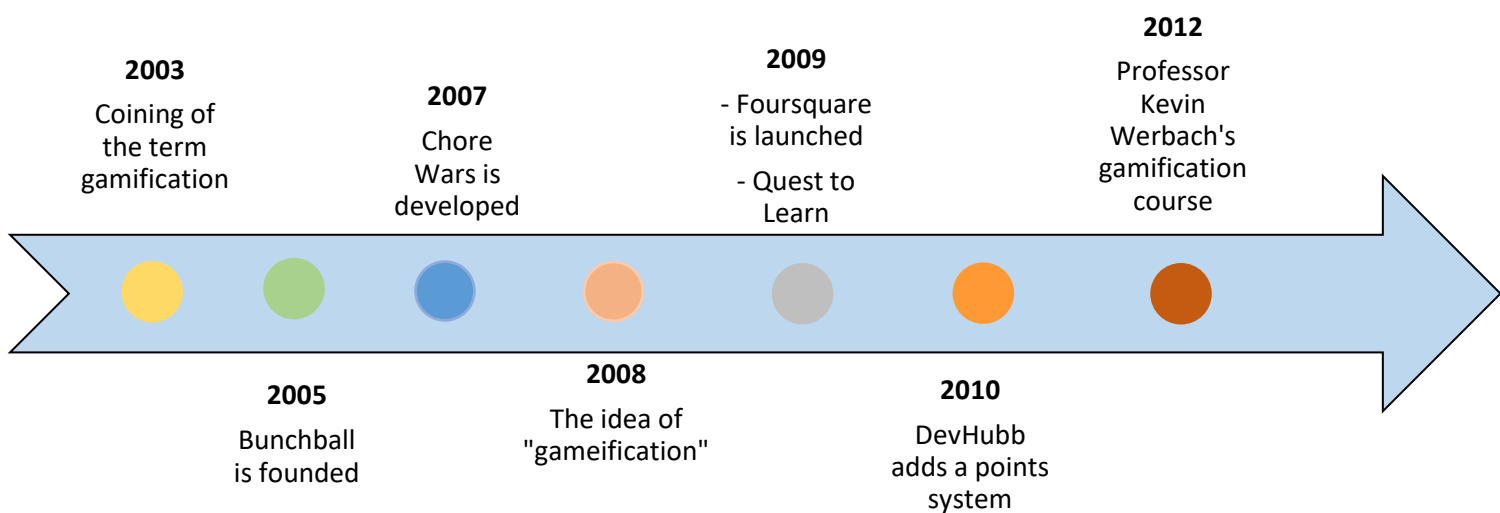 2003
Coining of
the term
gamification
2005
Bunchball
is founded
2007
Chore
Wars is
developed
2008
The idea of
"gameification"
2009
- Foursquare
is launched
- Quest to
Learn
2010
DevHubb
adds a points
system
2012
Professor
Kevin
Werbach's
gamification
course